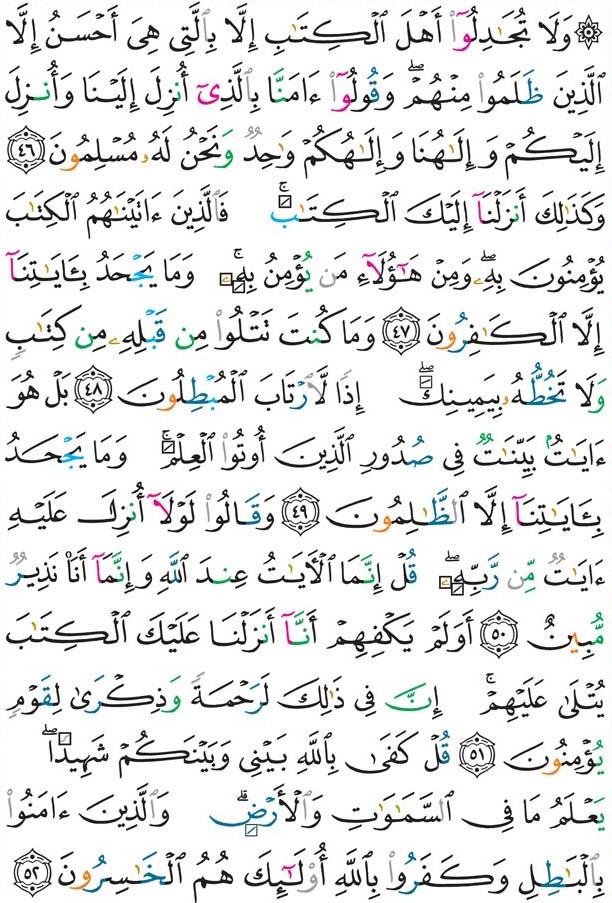 ۞ وَلَا تُجَٰدِلُوٓا۟ أَهْلَ ٱلْكِتَٰبِ إِلَّا بِٱلَّتِى هِىَ أَحْسَنُ إِلَّا
ٱلَّذِينَ ظَلَمُوا۟ مِنْهُمْ ۖ وَقُولُوٓا۟ ءَامَنَّا بِٱلَّذِىٓ أُنزِلَ إِلَيْنَا وَأُنزِلَ
إِلَيْكُمْ وَإِلَٰهُنَا وَإِلَٰهُكُمْ وَٰحِدٌ وَنَحْنُ لَهُۥ مُسْلِمُونَ ٤٦
وَكَذَٰلِكَ أَنزَلْنَآ إِلَيْكَ ٱلْكِتَٰبَ ۚ فَٱلَّذِينَ ءَاتَيْنَٰهُمُ ٱلْكِتَٰبَ
يُؤْمِنُونَ بِهِۦ ۖ وَمِنْ هَٰٓؤُلَآءِ مَن يُؤْمِنُ بِهِۦ ۚ وَمَا يَجْحَدُ بِـَٔايَٰتِنَآ
إِلَّا ٱلْكَٰفِرُونَ ٤٧ وَمَا كُنتَ تَتْلُوا۟ مِن قَبْلِهِۦ مِن كِتَٰبٍ
وَلَا تَخُطُّهُۥ بِيَمِينِكَ ۖ إِذًا لَّٱرْتَابَ ٱلْمُبْطِلُونَ ٤٨ بَلْ هُوَ
ءَايَٰتٌۢ بَيِّنَٰتٌ فِى صُدُورِ ٱلَّذِينَ أُوتُوا۟ ٱلْعِلْمَ ۚ وَمَا يَجْحَدُ
بِـَٔايَٰتِنَآ إِلَّا ٱلظَّٰلِمُونَ ٤٩ وَقَالُوا۟ لَوْلَآ أُنزِلَ عَلَيْهِ
ءَايَٰتٌ مِّن رَّبِّهِۦ ۖ قُلْ إِنَّمَا ٱلْءَايَٰتُ عِندَ ٱللَّهِ وَإِنَّمَآ أَنَا۠ نَذِيرٌ
مُّبِينٌ ٥٠ أَوَلَمْ يَكْفِهِمْ أَنَّآ أَنزَلْنَا عَلَيْكَ ٱلْكِتَٰبَ
يُتْلَىٰ عَلَيْهِمْ ۚ إِنَّ فِى ذَٰلِكَ لَرَحْمَةً وَذِكْرَىٰ لِقَوْمٍ
يُؤْمِنُونَ ٥١ قُلْ كَفَىٰ بِٱللَّهِ بَيْنِى وَبَيْنَكُمْ شَهِيدًا ۖ
يَعْلَمُ مَا فِى ٱلسَّمَٰوَٰتِ وَٱلْأَرْضِ ۗ وَٱلَّذِينَ ءَامَنُوا۟
بِٱلْبَٰطِلِ وَكَفَرُوا۟ بِٱللَّهِ أُو۟لَٰٓئِكَ هُمُ ٱلْخَٰسِرُونَ ٥٢